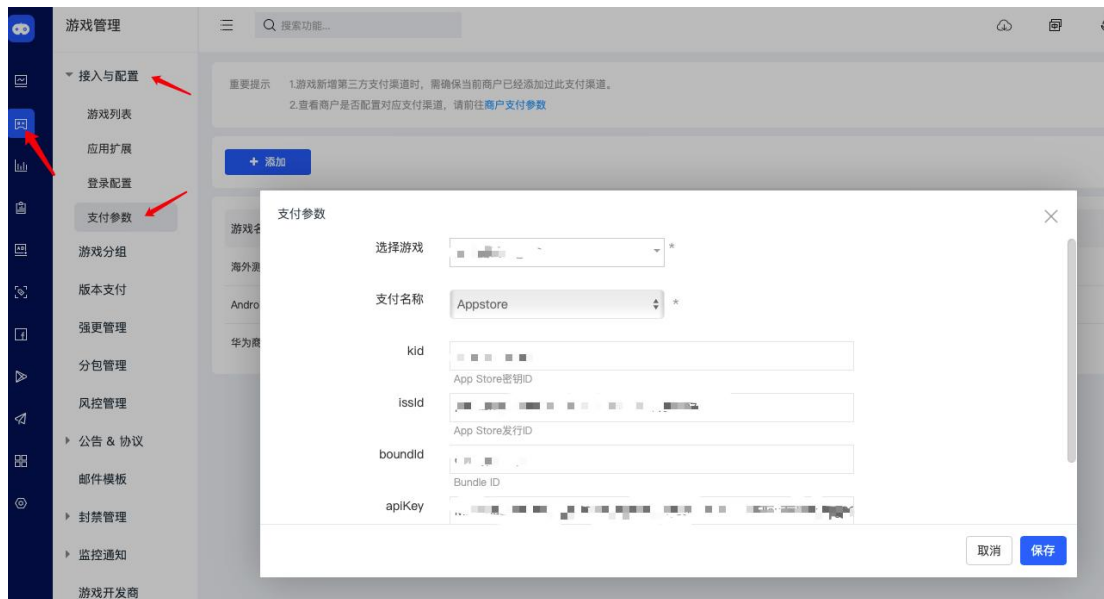 游戏管理
搜索功能...
接入与配置
游戏列表
应用扩展
登录配置
支付参数
游戏分组
版本支付
强更管理
分包管理
风控管理
公告 & 协议
邮件模板
封禁管理
监控通知
游戏开发商
重要提示 1.游戏新增第三方支付渠道时，需确保当前商户已经添加过此支付渠道。
2.查看商户是否配置对应支付渠道，请前往商户支付参数
+ 添加
游戏名
海外测
Andro
华为商
支付参数
选择游戏 *
支付名称 Appstore *
kid
App Store密钥ID
issId
App Store发行ID
boundId
Bundle ID
apiKey
取消 保存